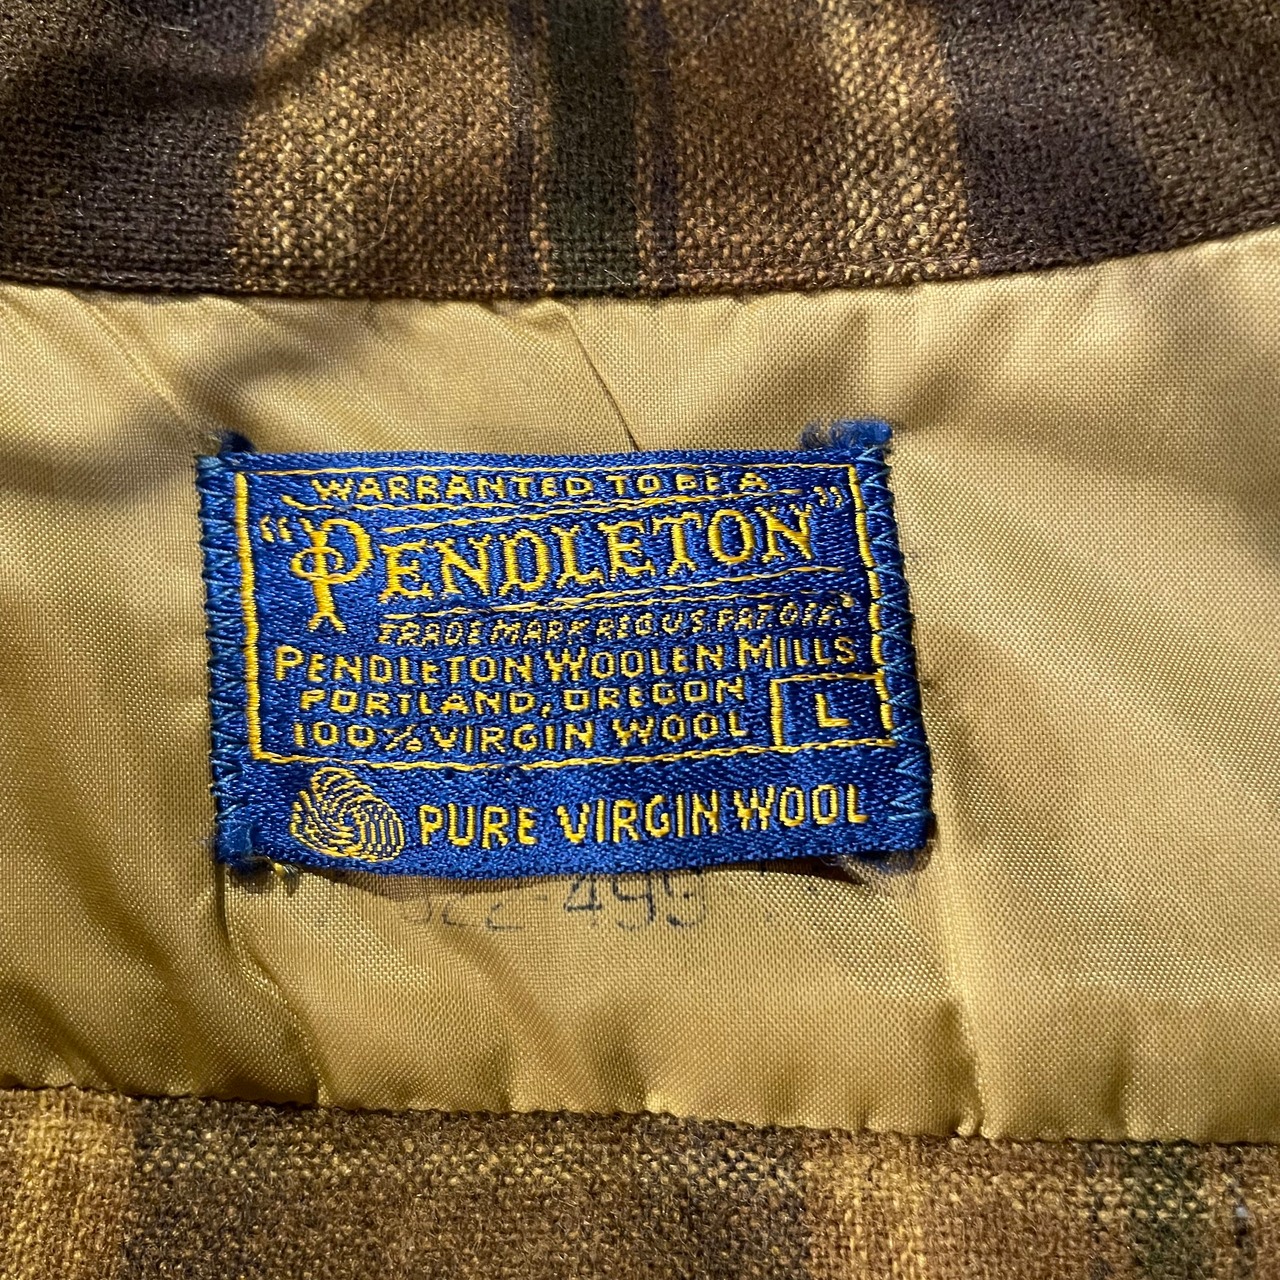 WARRANTED TO BE A
"PENDLETON"
TRADE MARK REG. U.S. PAT. OFF.
PENDLETON WOOLEN MILLS
PORTLAND, OREGON
100% VIRGIN WOOL
L
PURE VIRGIN WOOL